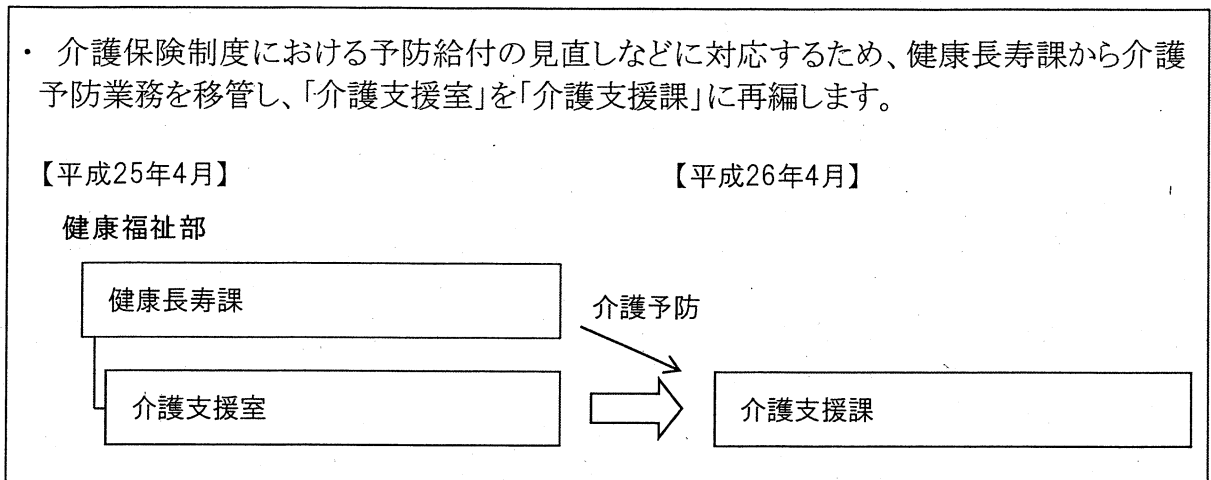 ・ 介護保険制度における予防給付の見直しなどに対応するため、健康長寿課から介護
予防業務を移管し、「介護支援室」を「介護支援課」に再編します。
【平成25年4月】
【平成26年4月】
健康福祉部
健康長寿課
介護予防
介護支援室
介護支援課